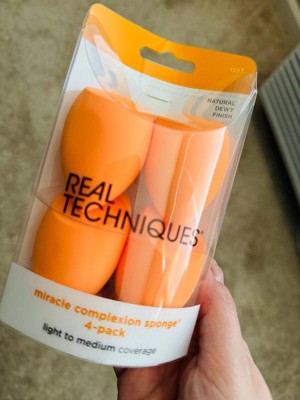 NATURAL
DEWY
FINISH
REAL
TECHNIQUES
miracle complexion sponge
4-pack
light to medium coverage